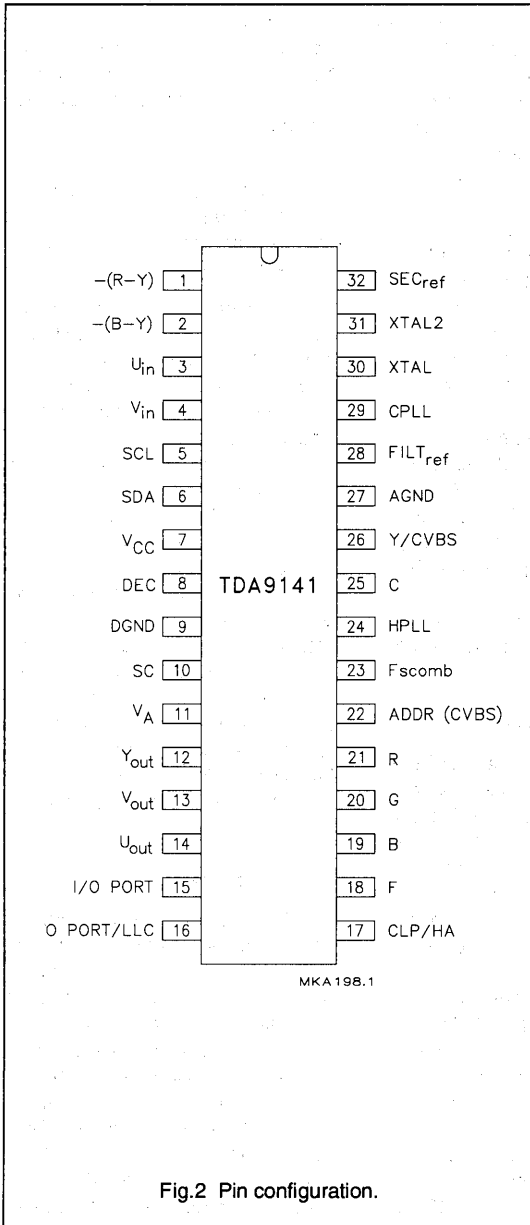 -(R-Y) 1
-(B-Y) 2
Uin 3
Vin 4
SCL 5
SDA 6
VCC 7
DEC 8
DGND 9
SC 10
VA 11
Yout 12
Vout 13
Uout 14
I/O PORT 15
O PORT/LLC 16
TDA9141
32 SECref
31 XTAL2
30 XTAL
29 CPLL
28 FILTref
27 AGND
26 Y/CVBS
25 C
24 HPLL
23 Fscomb
22 ADDR (CVBS)
21 R
20 G
19 B
18 F
17 CLP/HA
MKA198.1
Fig.2 Pin configuration.